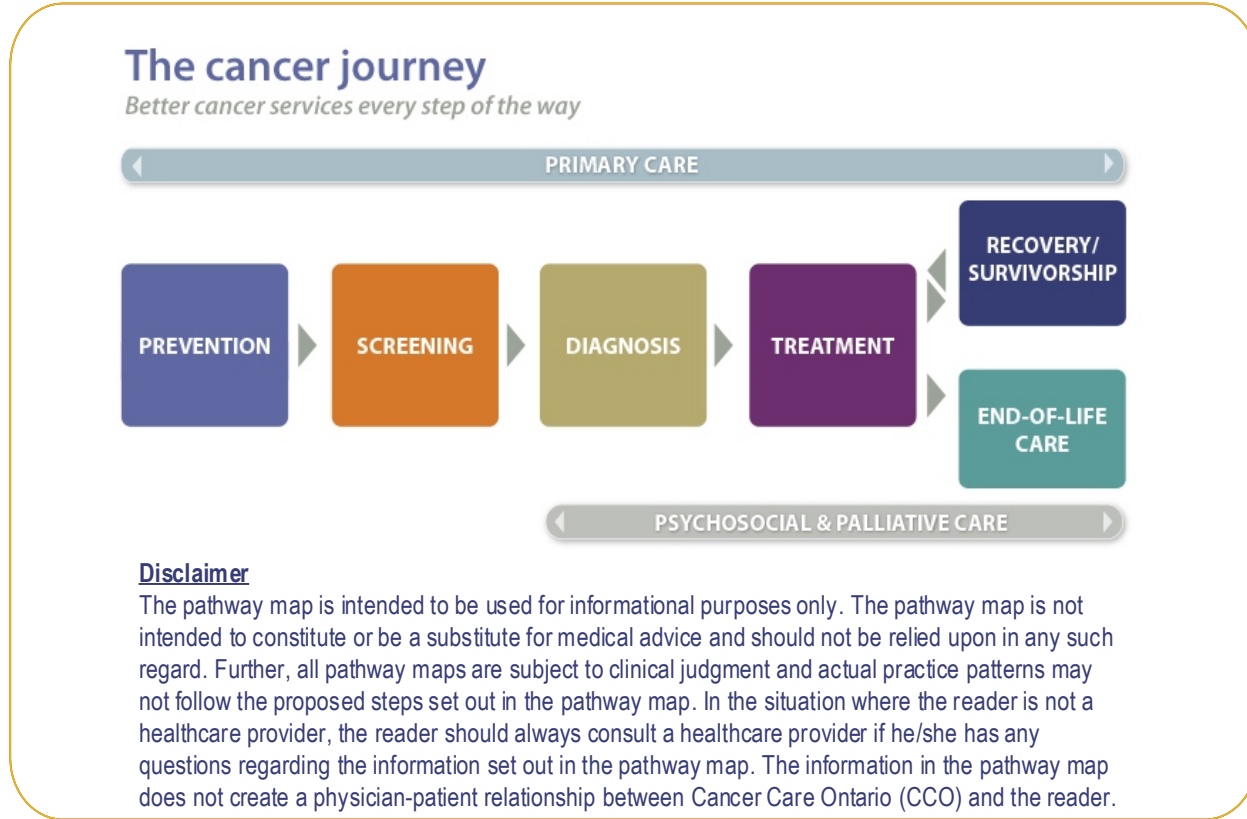 The cancer journey
Better cancer services every step of the way
PRIMARY CARE
PREVENTION
SCREENING
DIAGNOSIS
TREATMENT
RECOVERY/
SURVIVORSHIP
END-OF-LIFE
CARE
PSYCHOSOCIAL & PALLIATIVE CARE
Disclaimer
The pathway map is intended to be used for informational purposes only. The pathway map is not
intended to constitute or be a substitute for medical advice and should not be relied upon in any such
regard. Further, all pathway maps are subject to clinical judgment and actual practice patterns may
not follow the proposed steps set out in the pathway map. In the situation where the reader is not a
healthcare provider, the reader should always consult a healthcare provider if he/she has any
questions regarding the information set out in the pathway map. The information in the pathway map
does not create a physician-patient relationship between Cancer Care Ontario (CCO) and the reader.